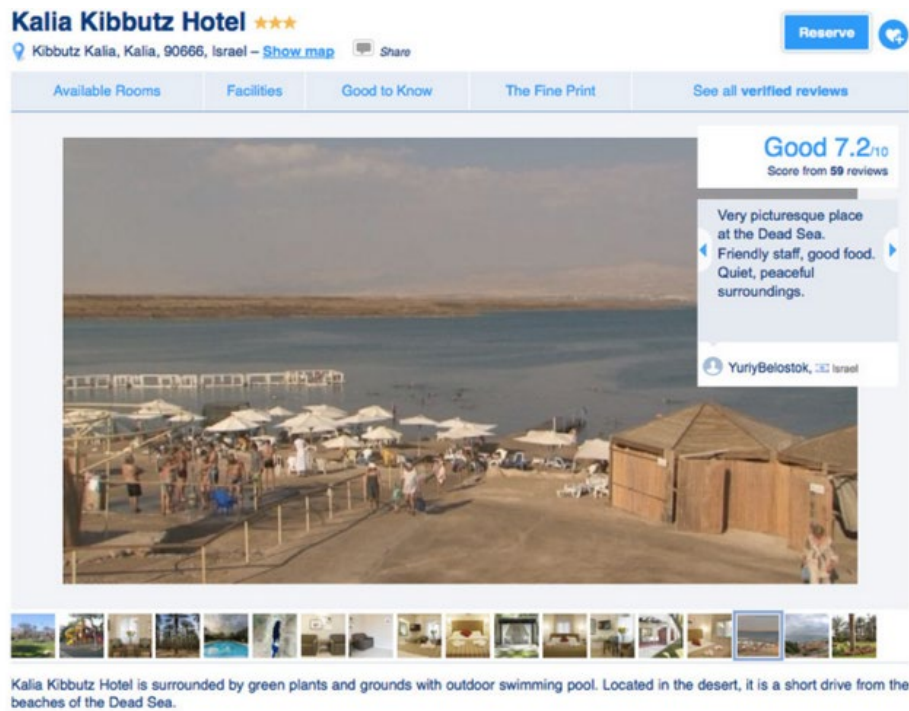 Kalia Kibbutz Hotel
Kibbutz Kalia, Kalia, 90666, Israel – Show map Share
Reserve
Available Rooms Facilities Good to Know The Fine Print See all verified reviews
Good 7.2/10
Score from 59 reviews
Very picturesque place
at the Dead Sea.
Friendly staff, good food.
Quiet, peaceful
surroundings.
YuriyBelostok, Israel
Kalia Kibbutz Hotel is surrounded by green plants and grounds with outdoor swimming pool. Located in the desert, it is a short drive from the
beaches of the Dead Sea.